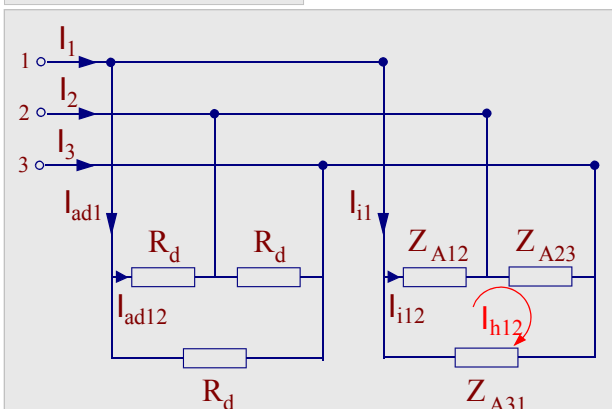 I1
1
I2
2
I3
3
Iad1
Ii1
Rd
Rd
ZA12
ZA23
Iad12
Ii12
Ih12
Rd
ZA31